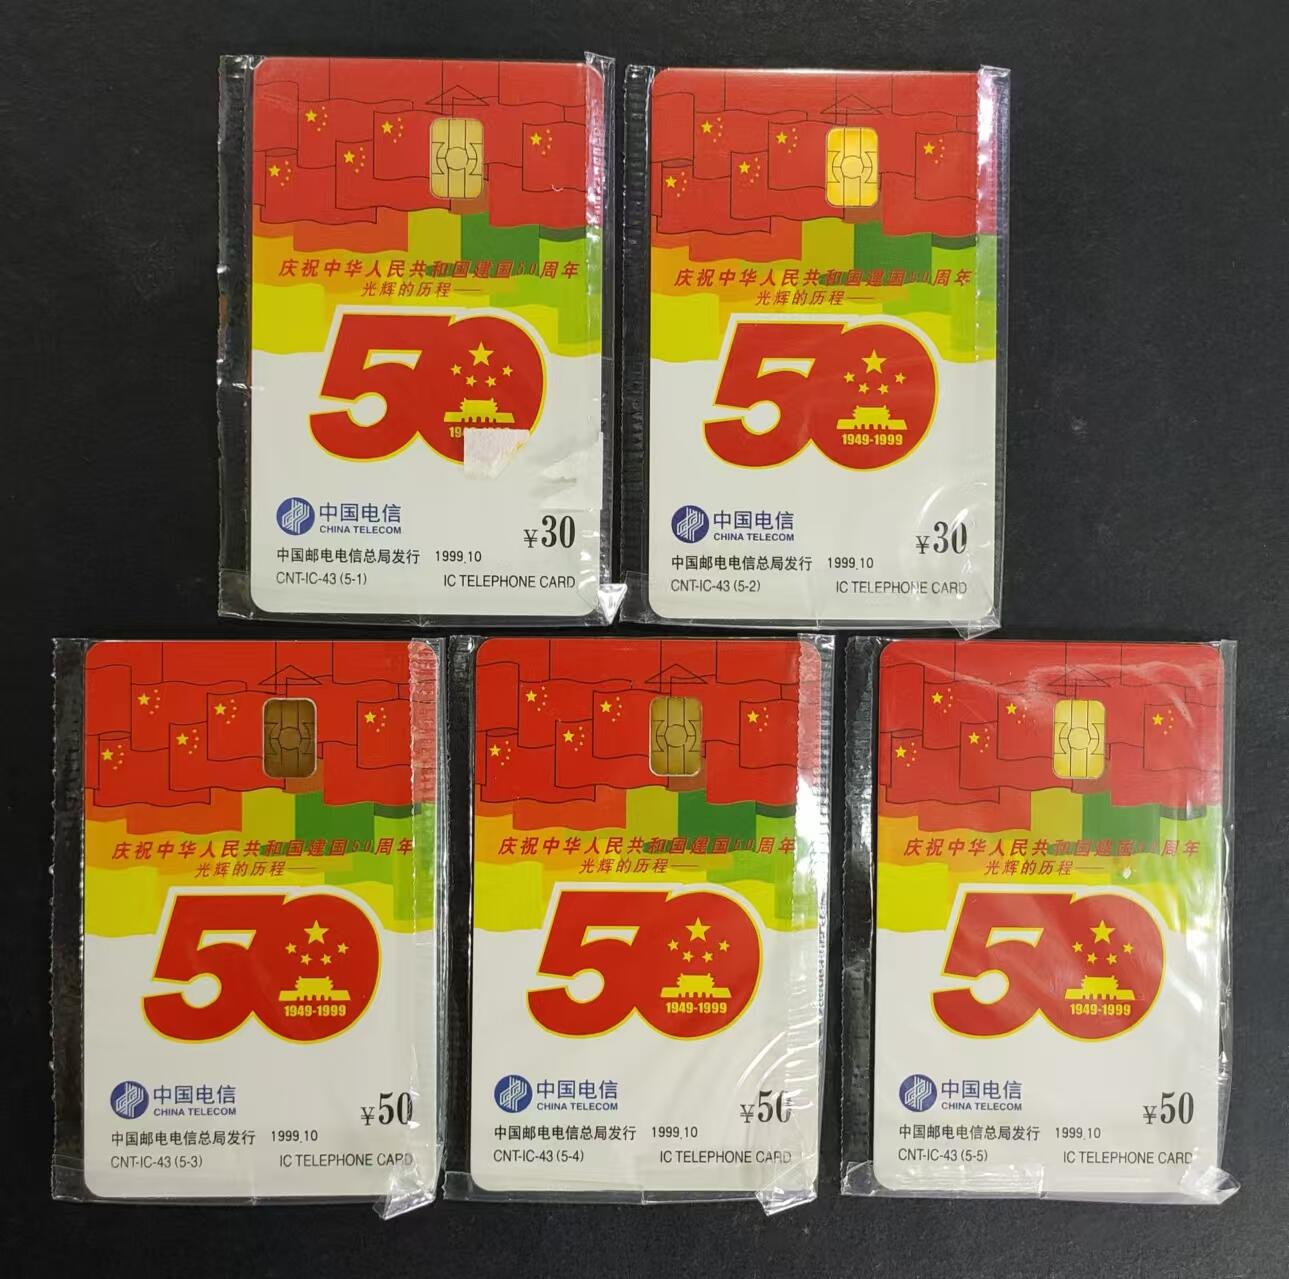 庆祝中华人民共和国建国50周年
光辉的历程——
50
中国电信
CHINA TELECOM
¥30
中国邮电电信总局发行 1999.10
CNT-IC-43 (5-1) IC TELEPHONE CARD
庆祝中华人民共和国建国50周年
光辉的历程——
50
1949-1999
中国电信
CHINA TELECOM
¥30
中国邮电电信总局发行 1999.10
CNT-IC-43 (5-2) IC TELEPHONE CARD
庆祝中华人民共和国建国50周年
光辉的历程——
50
1949-1999
中国电信
CHINA TELECOM
¥50
中国邮电电信总局发行 1999.10
CNT-IC-43 (5-3) IC TELEPHONE CARD
庆祝中华人民共和国建国50周年
光辉的历程——
50
1949-1999
中国电信
CHINA TELECOM
¥50
中国邮电电信总局发行 1999.10
CNT-IC-43 (5-4) IC TELEPHONE CARD
庆祝中华人民共和国建国50周年
光辉的历程——
50
1949-1999
中国电信
CHINA TELECOM
¥50
中国邮电电信总局发行 1999.10
CNT-IC-43 (5-5) IC TELEPHONE CARD